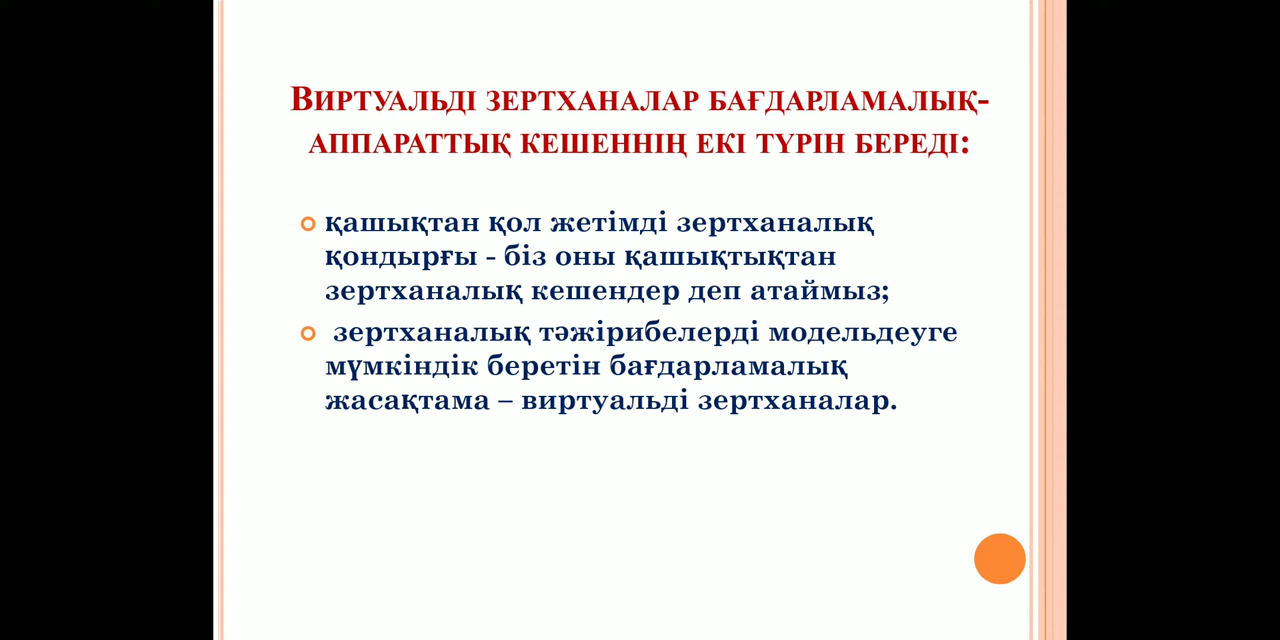 Виртуальді зертханалар бағдарламалық-
аппараттық кешеннің екі түрін береді:
қашықтан қол жетімді зертханалық
қондырғы - біз оны қашықтықтан
зертханалық кешендер деп атаймыз;
зертханалық тәжірибелерді модельдеуге
мүмкіндік беретін бағдарламалық
жасақтама – виртуальді зертханалар.